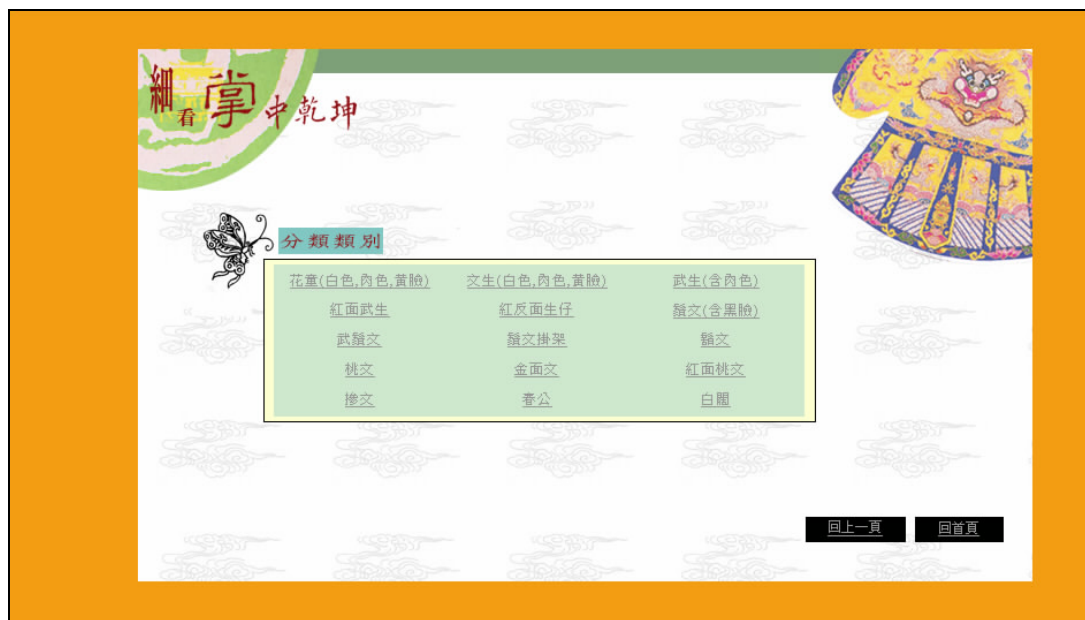 細看掌中乾坤
分類類別
花童(白色,肉色,黃臉) 文生(白色,肉色,黃臉) 武生(含肉色)
紅面武生 紅反面生仔 鬚文(含黑臉)
武鬚文 鬚文掛架 鬍文
桃文 金面文 紅面桃文
摻文 春公 白闊
回上一頁 回首頁